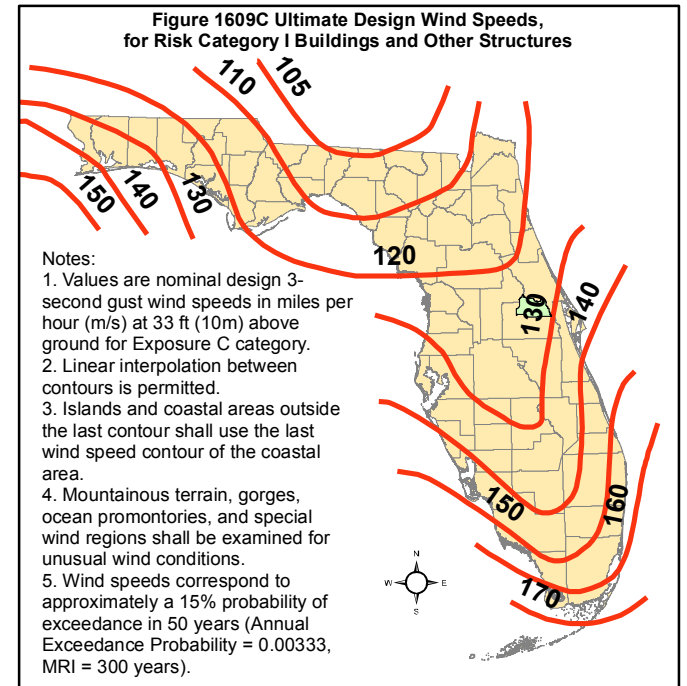 Figure 1609C Ultimate Design Wind Speeds,
for Risk Category I Buildings and Other Structures
105
110
150
140
130
120
130
140
150
160
170
Notes:
1. Values are nominal design 3-
second gust wind speeds in miles per
hour (m/s) at 33 ft (10m) above
ground for Exposure C category.
2. Linear interpolation between
contours is permitted.
3. Islands and coastal areas outside
the last contour shall use the last
wind speed contour of the coastal
area.
4. Mountainous terrain, gorges,
ocean promontories, and special
wind regions shall be examined for
unusual wind conditions.
5. Wind speeds correspond to
approximately a 15% probability of
exceedance in 50 years (Annual
Exceedance Probability = 0.00333,
MRI = 300 years).
N
W E
S